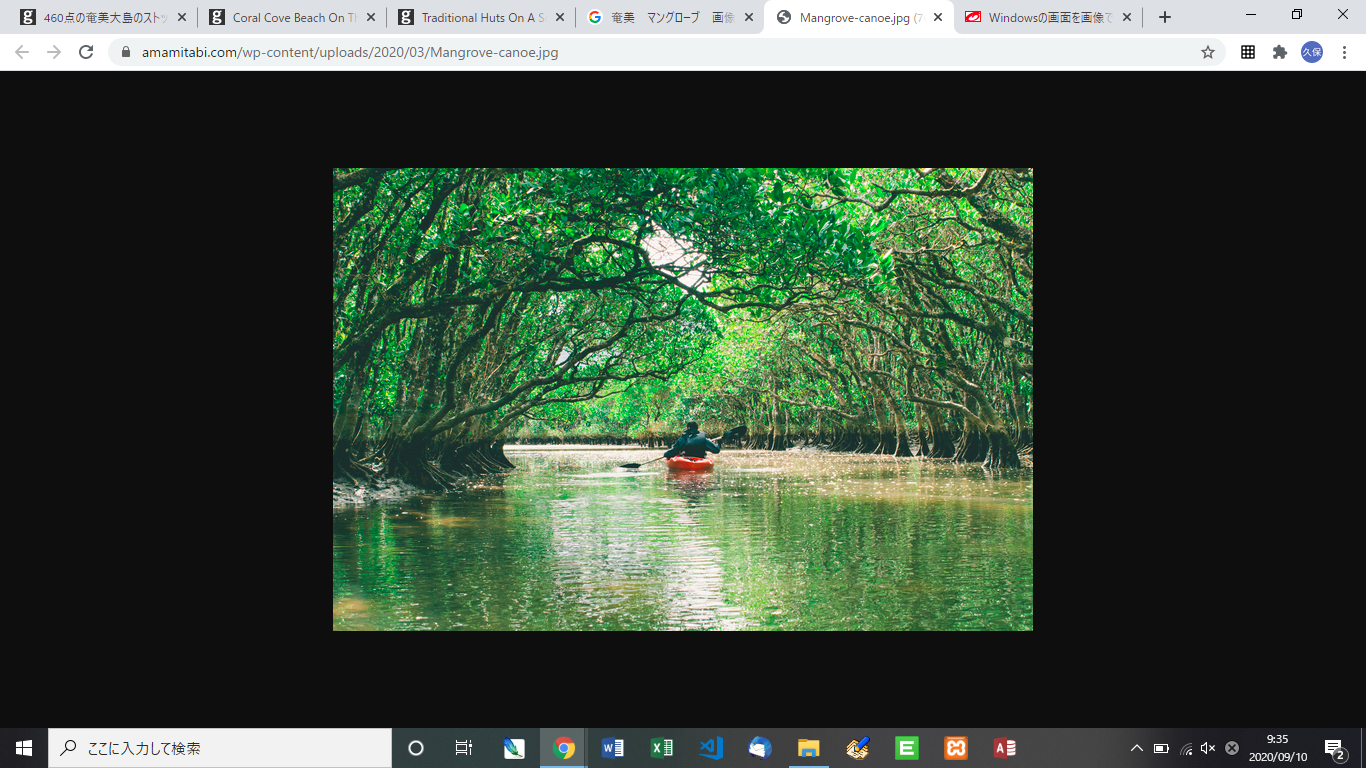 460点の奄美大島のスト
Coral Cove Beach On Th
Traditional Huts On A S
奄美 マングローブ 画像
Mangrove-canoe.jpg (7
Windowsの画面を画像で
amamitabi.com/wp-content/uploads/2020/03/Mangrove-canoe.jpg
久保
ここに入力して検索
9:35
2020/09/10
2